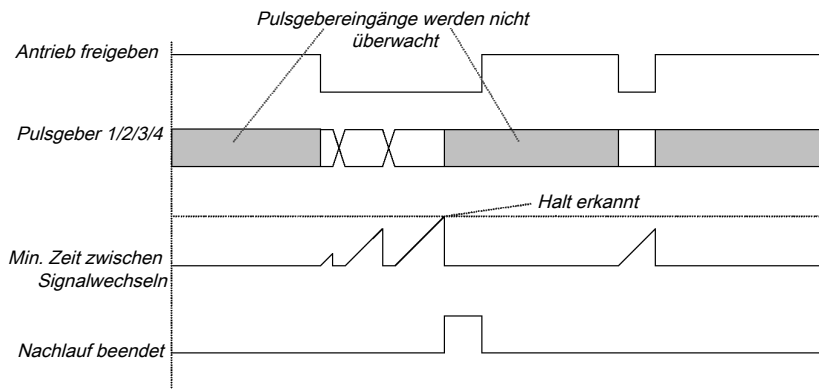 Pulsgebereingänge werden nicht
überwacht
Antrieb freigeben
Pulsgeber 1/2/3/4
Halt erkannt
Min. Zeit zwischen
Signalwechseln
Nachlauf beendet